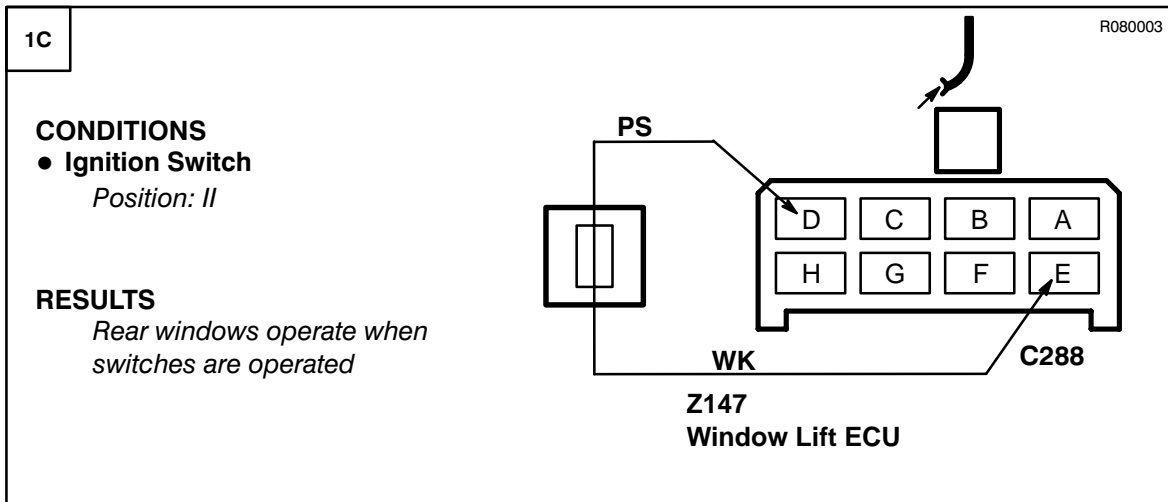 1C
R080003
CONDITIONS
● Ignition Switch
Position: II
RESULTS
Rear windows operate when
switches are operated
PS
D C B A
H G F E
WK
C288
Z147
Window Lift ECU